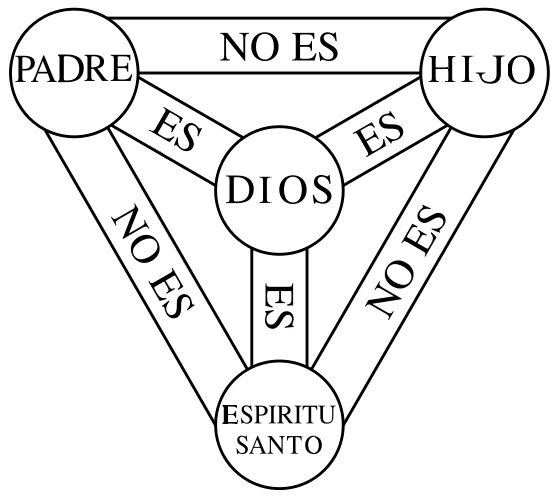 NO ES
PADRE
HIJO
ES
ES
DIOS
NO ES
ES
NO ES
ESPIRITU
SANTO